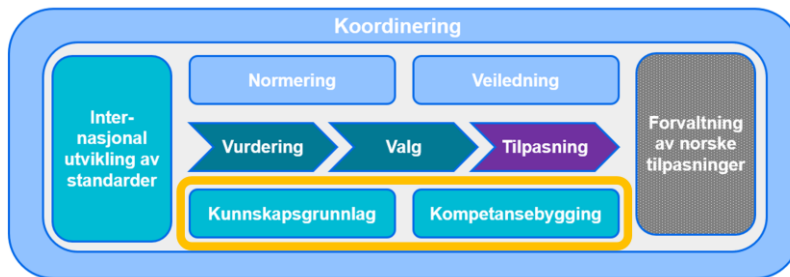 Koordinering
Inter-
nasjonal
utvikling av
standarder
Normering
Veiledning
Vurdering
Valg
Tilpasning
Kunnskapsgrunnlag
Kompetansebygging
Forvaltning
av norske
tilpasninger